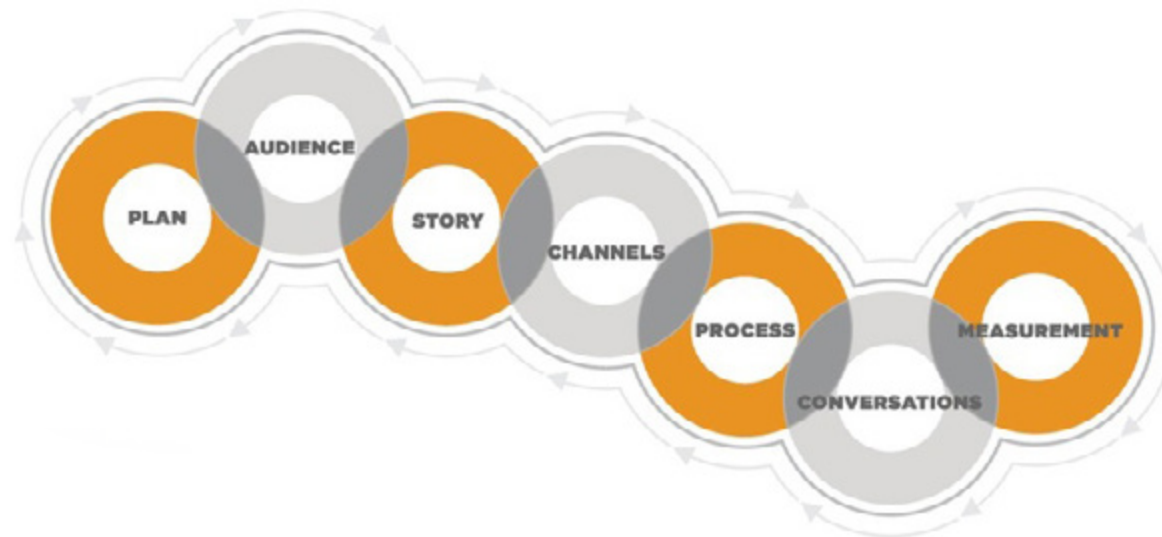 PLAN
AUDIENCE
STORY
CHANNELS
PROCESS
CONVERSATIONS
MEASUREMENT